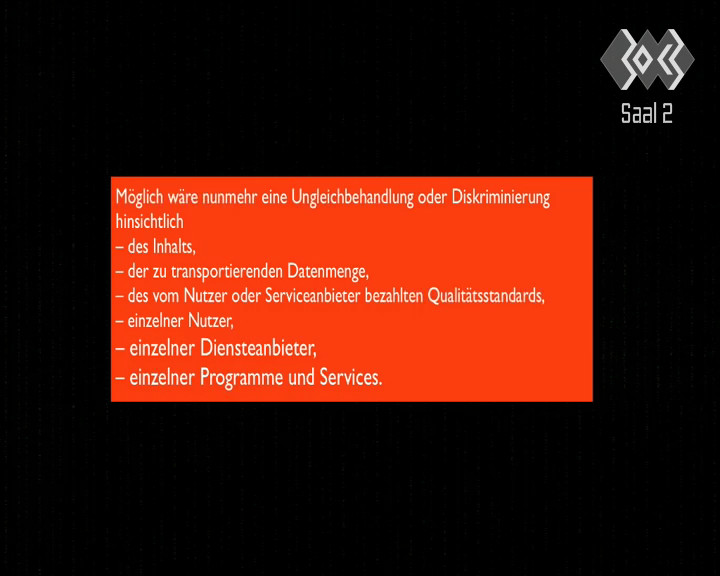 Saal 2
Möglich wäre nunmehr eine Ungleichbehandlung oder Diskriminierung
hinsichtlich
– des Inhalts,
– der zu transportierenden Datenmenge,
– des vom Nutzer oder Serviceanbieter bezahlten Qualitätsstandards,
– einzelner Nutzer,
– einzelner Diensteanbieter,
– einzelner Programme und Services.